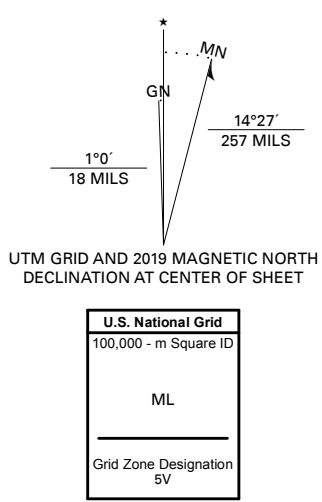 ★
MN
GN
14°27´
257 MILS
1°0´
18 MILS
UTM GRID AND 2019 MAGNETIC NORTH
DECLINATION AT CENTER OF SHEET
U.S. National Grid
100,000 - m Square ID
ML
Grid Zone Designation
5V